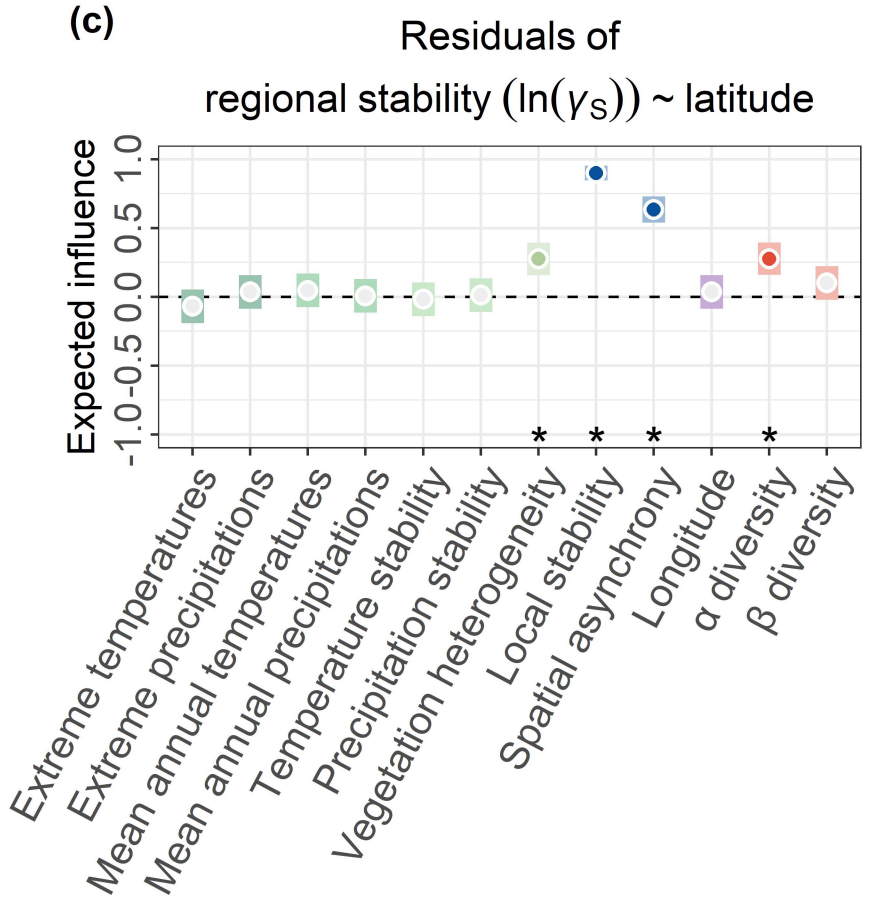 (c)
Residuals of
regional stability (ln(γS)) ~ latitude
Expected influence
1.0
0.5
0.0
-0.5
-1.0
* * * *
Extreme temperatures
Extreme precipitations
Mean annual temperatures
Mean annual precipitations
Temperature stability
Precipitation stability
Vegetation heterogeneity
Local stability
Spatial asynchrony
Longitude
α diversity
β diversity